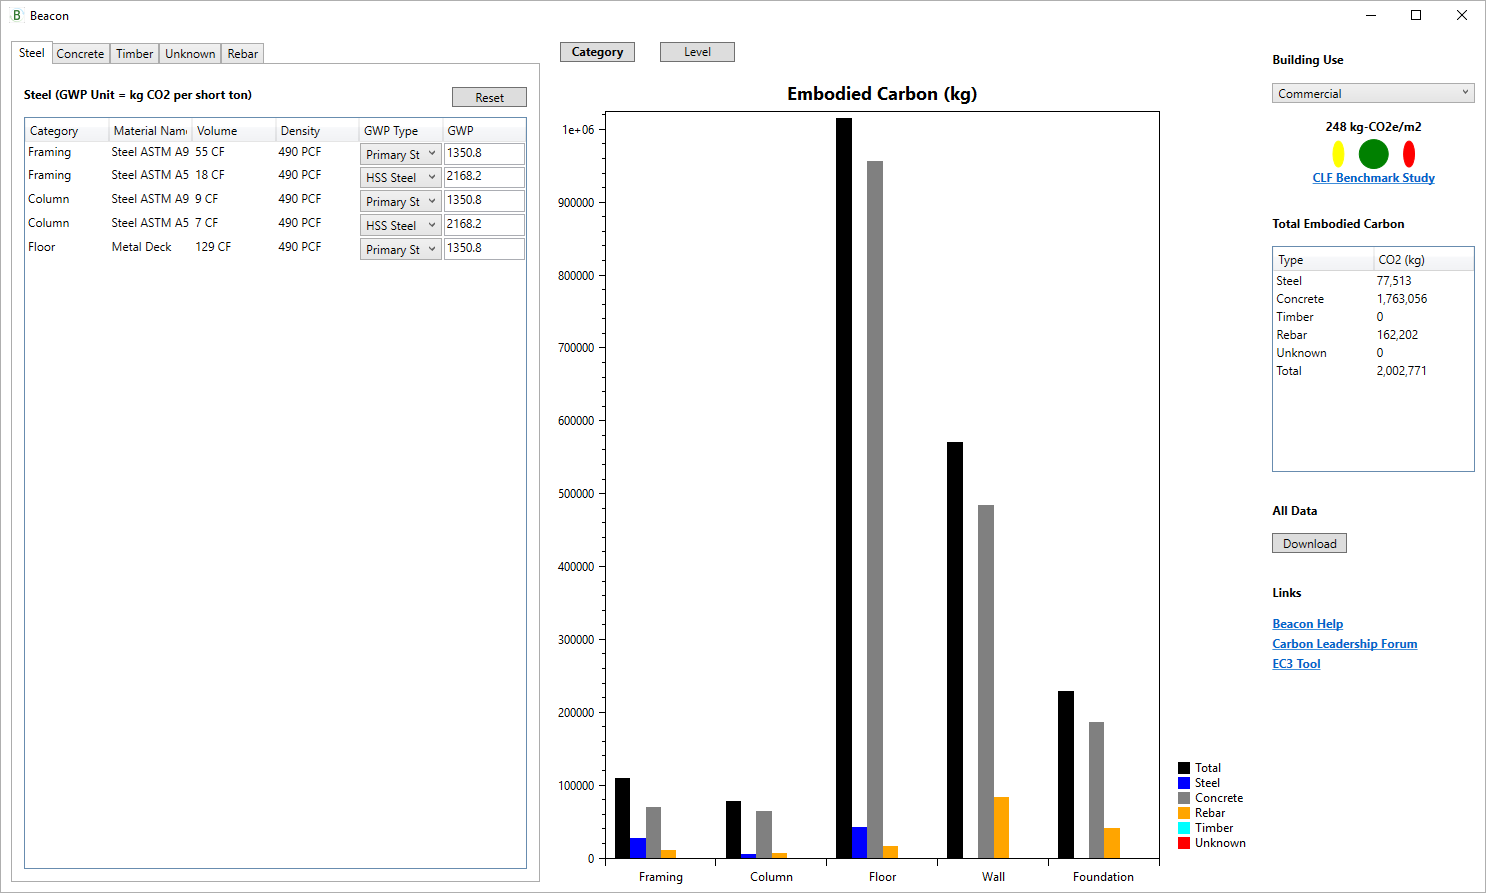 B Beacon
Steel Concrete Timber Unknown Rebar
Steel (GWP Unit = kg CO2 per short ton)
Reset
Category Material Name Volume Density GWP Type GWP
Framing Steel ASTM A9 55 CF 490 PCF Primary St 1350.8
Framing Steel ASTM A5 18 CF 490 PCF HSS Steel 2168.2
Column Steel ASTM A9 9 CF 490 PCF Primary St 1350.8
Column Steel ASTM A5 7 CF 490 PCF HSS Steel 2168.2
Floor Metal Deck 129 CF 490 PCF Primary St 1350.8
Category Level
Embodied Carbon (kg)
1e+06
900000
800000
700000
600000
500000
400000
300000
200000
100000
0
Framing Column Floor Wall Foundation
Total
Steel
Concrete
Rebar
Timber
Unknown
Building Use
Commercial
248 kg-CO2e/m2
CLF Benchmark Study
Total Embodied Carbon
Type CO2 (kg)
Steel 77,513
Concrete 1,763,056
Timber 0
Rebar 162,202
Unknown 0
Total 2,002,771
All Data
Download
Links
Beacon Help
Carbon Leadership Forum
EC3 Tool